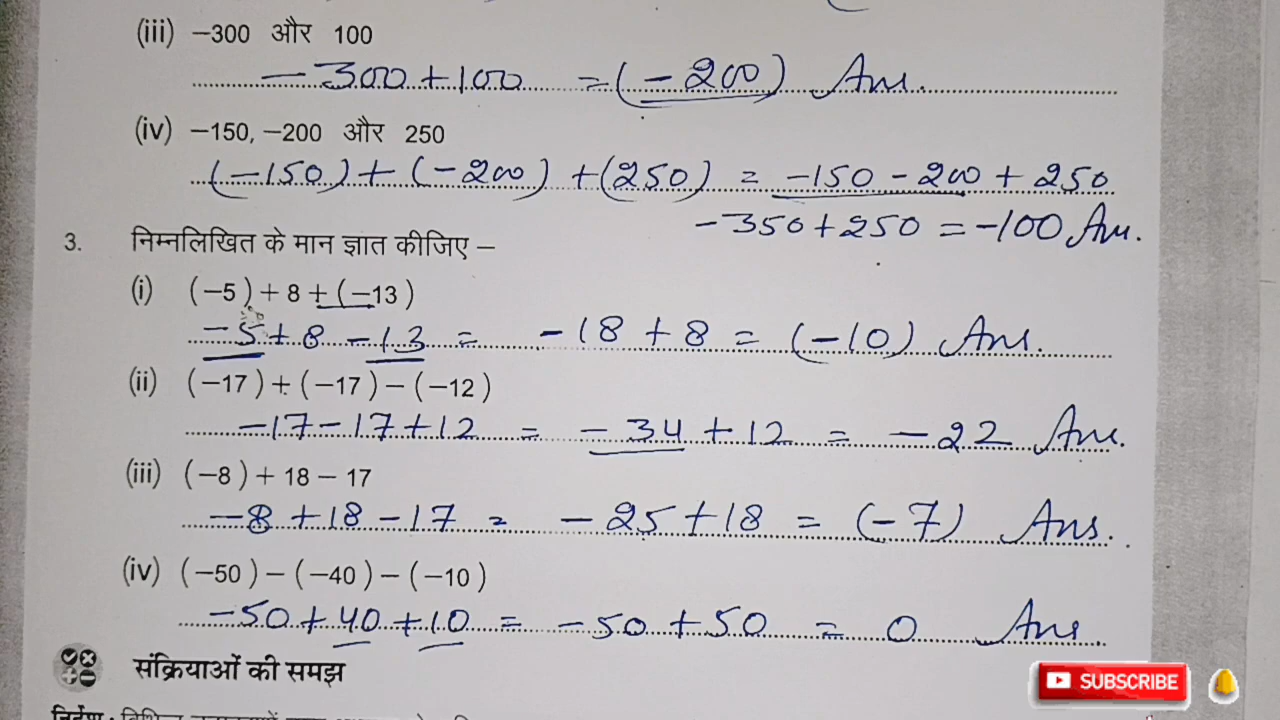 (iii) −300 और 100
− 300 + 100 = (− 200) Ans.
(iv) −150, −200 और 250
(−150) + (−200) + (250) = −150 − 200 + 250
−350 + 250 = −100 Ans.
3. निम्नलिखित के मान ज्ञात कीजिए –
(i) (−5) + 8 + (−13)
−5 + 8 − 13 = −18 + 8 = (−10) Ans.
(ii) (−17) + (−17) − (−12)
−17 − 17 + 12 = −34 + 12 = −22 Ans.
(iii) (−8) + 18 − 17
−8 + 18 − 17 = −25 + 18 = (−7) Ans.
(iv) (−50) − (−40) − (−10)
−50 + 40 + 10 = −50 + 50 = 0 Ans
संक्रियाओं की समझ
SUBSCRIBE